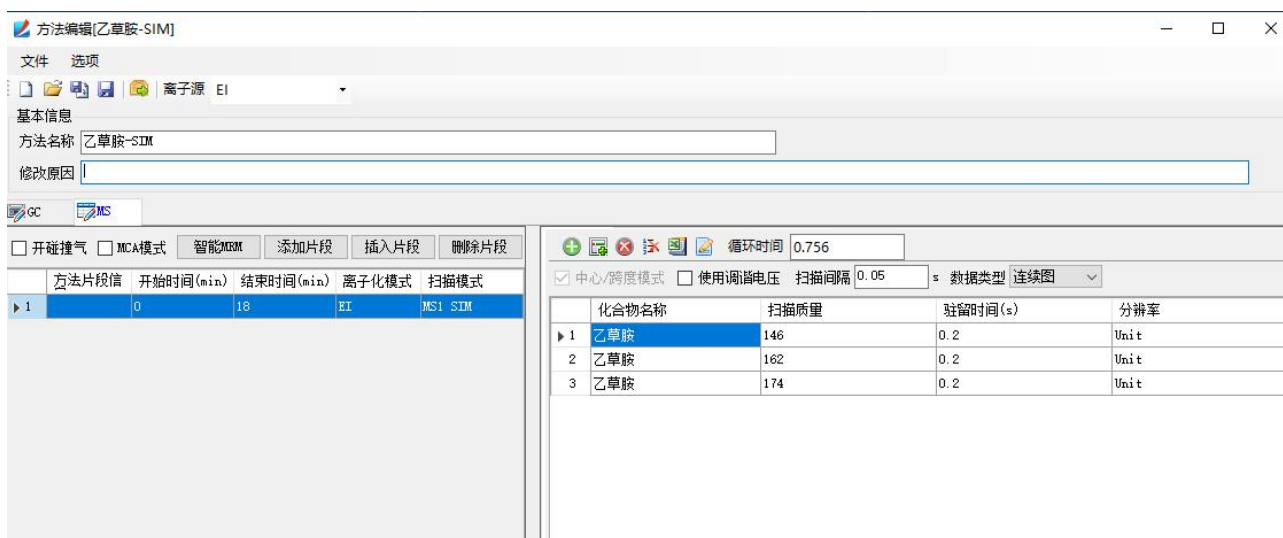 方法编辑[乙草胺-SIM]
文件 选项
离子源 EI
基本信息
方法名称 乙草胺-SIM
修改原因
GC MS
开碰撞气 MCA模式 智能MRM 添加片段 插入片段 删除片段
方法片段信 开始时间(min) 结束时间(min) 离子化模式 扫描模式
1 0 18 EI MS1 SIM
循环时间 0.756
中心/跨度模式 使用调谐电压 扫描间隔 0.05 s 数据类型 连续图
化合物名称 扫描质量 驻留时间(s) 分辨率
1 乙草胺 146 0.2 Unit
2 乙草胺 162 0.2 Unit
3 乙草胺 174 0.2 Unit